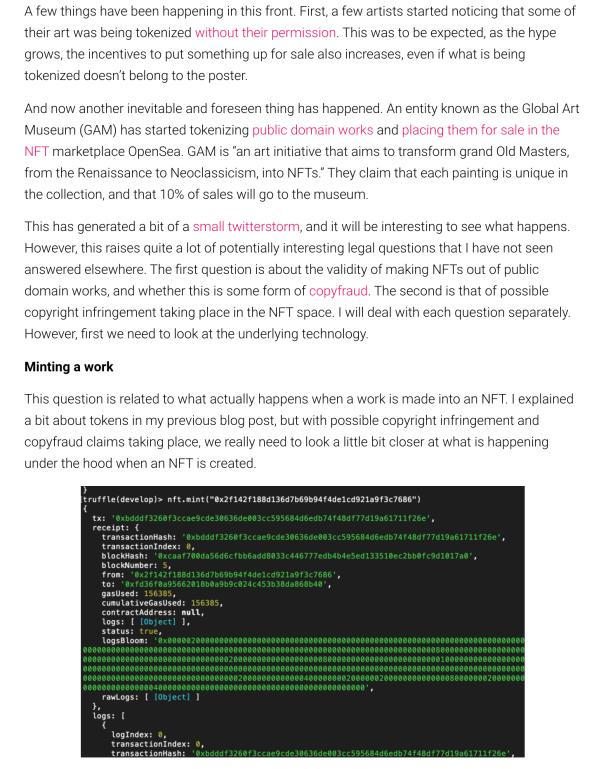 A few things have been happening in this front. First, a few artists started noticing that some of
their art was being tokenized without their permission. This was to be expected, as the hype
grows, the incentives to put something up for sale also increases, even if what is being
tokenized doesn't belong to the poster.
And now another inevitable and foreseen thing has happened. An entity known as the Global Art
Museum (GAM) has started tokenizing public domain works and placing them for sale in the
NFT marketplace OpenSea. GAM is “an art initiative that aims to transform grand Old Masters,
from the Renaissance to Neoclassicism, into NFTs.” They claim that each painting is unique in
the collection, and that 10% of sales will go to the museum.
This has generated a bit of a small twitterstorm, and it will be interesting to see what happens.
However, this raises quite a lot of potentially interesting legal questions that I have not seen
answered elsewhere. The first question is about the validity of making NFTs out of public
domain works, and whether this is some form of copyfraud. The second is that of possible
copyright infringement taking place in the NFT space. I will deal with each question separately.
However, first we need to look at the underlying technology.
Minting a work
This question is related to what actually happens when a work is made into an NFT. I explained
a bit about tokens in my previous blog post, but with possible copyright infringement and
copyfraud claims taking place, we really need to look a little bit closer at what is happening
under the hood when an NFT is created.
}
truffle(develop)> nft.mint("0x2f142f188d136d7b69b94f4de1cd921a9f3c7686")
{
tx: '0xbdddf3260f3ccae9cde30636de003cc595684d6edb74f48df77d19a61711f26e',
receipt: {
transactionHash: '0xbdddf3260f3ccae9cde30636de003cc595684d6edb74f48df77d19a61711f26e',
transactionIndex: 0,
blockHash: '0xcaaf700da56d6cfbb6add8033c446777edb4b4e5ed133510ec2bb0fc9d1017a0',
blockNumber: 5,
from: '0x2f142f188d136d7b69b94f4de1cd921a9f3c7686',
to: '0xfd36f0a95662018b0a9b9c024c453b38da868b40',
gasUsed: 156385,
cumulativeGasUsed: 156385,
contractAddress: null,
logs: [ [Object] ],
status: true,
logsBloom:
rawLogs: [ [Object] ]
},
logs: [
{
logIndex: 0,
transactionIndex: 0,
transactionHash: '0xbdddf3260f3ccae9cde30636de003cc595684d6edb74f48df77d19a61711f26e',